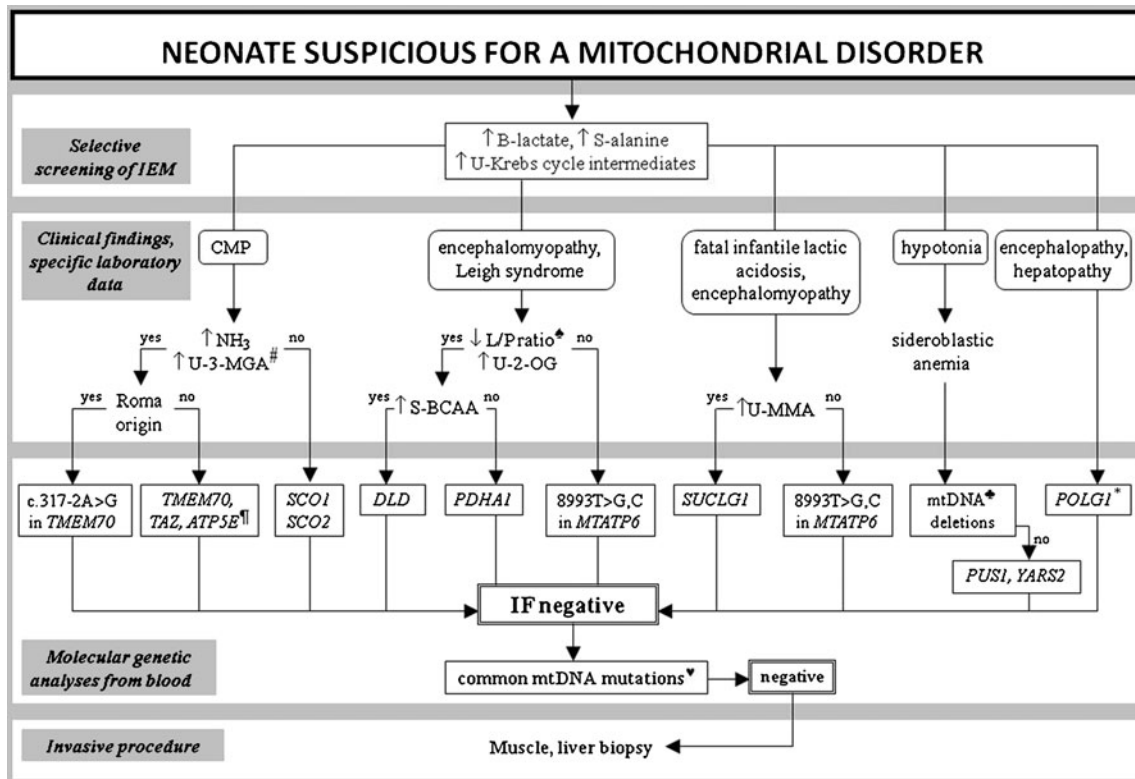 NEONATE SUSPICIOUS FOR A MITOCHONDRIAL DISORDER
Selective
screening of IEM
↑B-lactate, ↑S-alanine
↑U-Krebs cycle intermediates
Clinical findings,
specific laboratory
data
CMP
encephalomyopathy,
Leigh syndrome
fatal infantile lactic
acidosis,
encephalomyopathy
hypotonia
encephalopathy,
hepatopathy
yes
↑NH₃
↑U-3-MGA#
no
yes
↓L/P ratio♠
↑U-2-OG
no
sideroblastic
anemia
yes
Roma
origin
no
yes
↑S-BCAA
no
yes
↑U-MMA
no
c.317-2A>G
in TMEM70
TMEM70,
TAZ, ATP5E¶
SCO1
SCO2
DLD
PDHA1
8993T>G,C
in MTATP6
SUCLG1
8993T>G,C
in MTATP6
mtDNA♣
deletions
POLG1*
no
PUS1, YARS2
IF negative
Molecular genetic
analyses from blood
common mtDNA mutations♥
negative
Invasive procedure
Muscle, liver biopsy